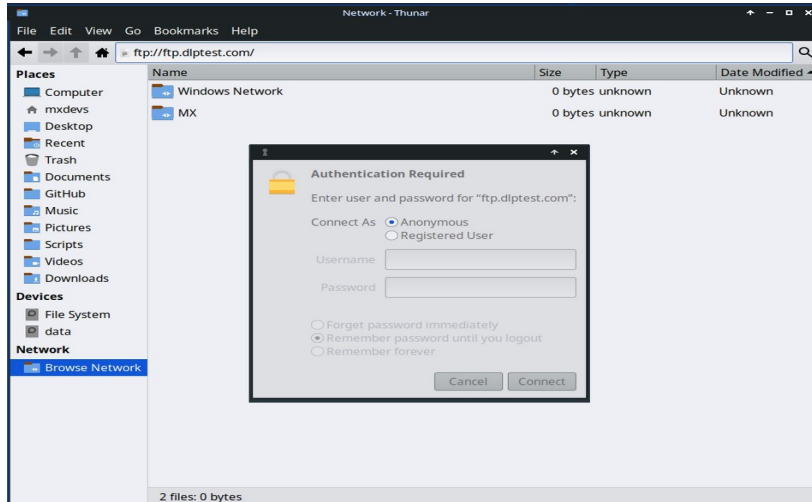 Network - Thunar
File Edit View Go Bookmarks Help
ftp://ftp.dlptest.com/
Places
Computer
mxdevs
Desktop
Recent
Trash
Documents
GitHub
Music
Pictures
Scripts
Videos
Downloads
Devices
File System
data
Network
Browse Network
Name Size Type Date Modified
Windows Network 0 bytes unknown Unknown
MX 0 bytes unknown Unknown
Authentication Required
Enter user and password for "ftp.dlptest.com":
Connect As Anonymous
Registered User
Username
Password
Forget password immediately
Remember password until you logout
Remember forever
Cancel Connect
2 files: 0 bytes